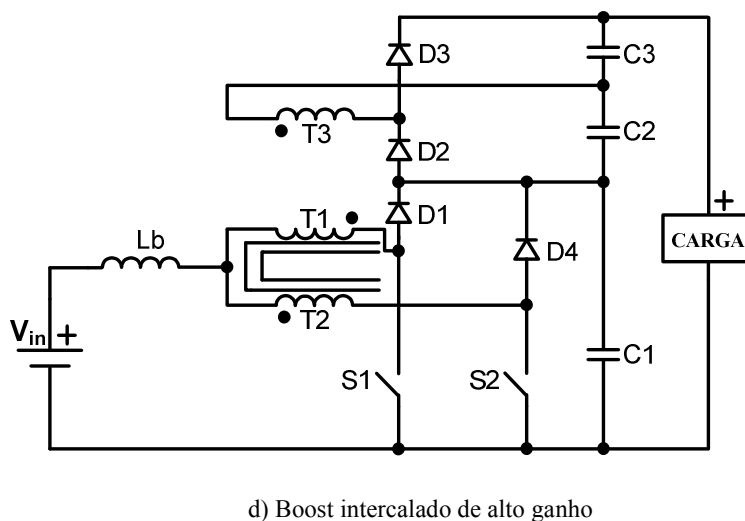 D3
C3
T3
D2
C2
T1
D1
+
CARGA
Lb
D4
T2
Vin
+
S1
S2
C1
d) Boost intercalado de alto ganho